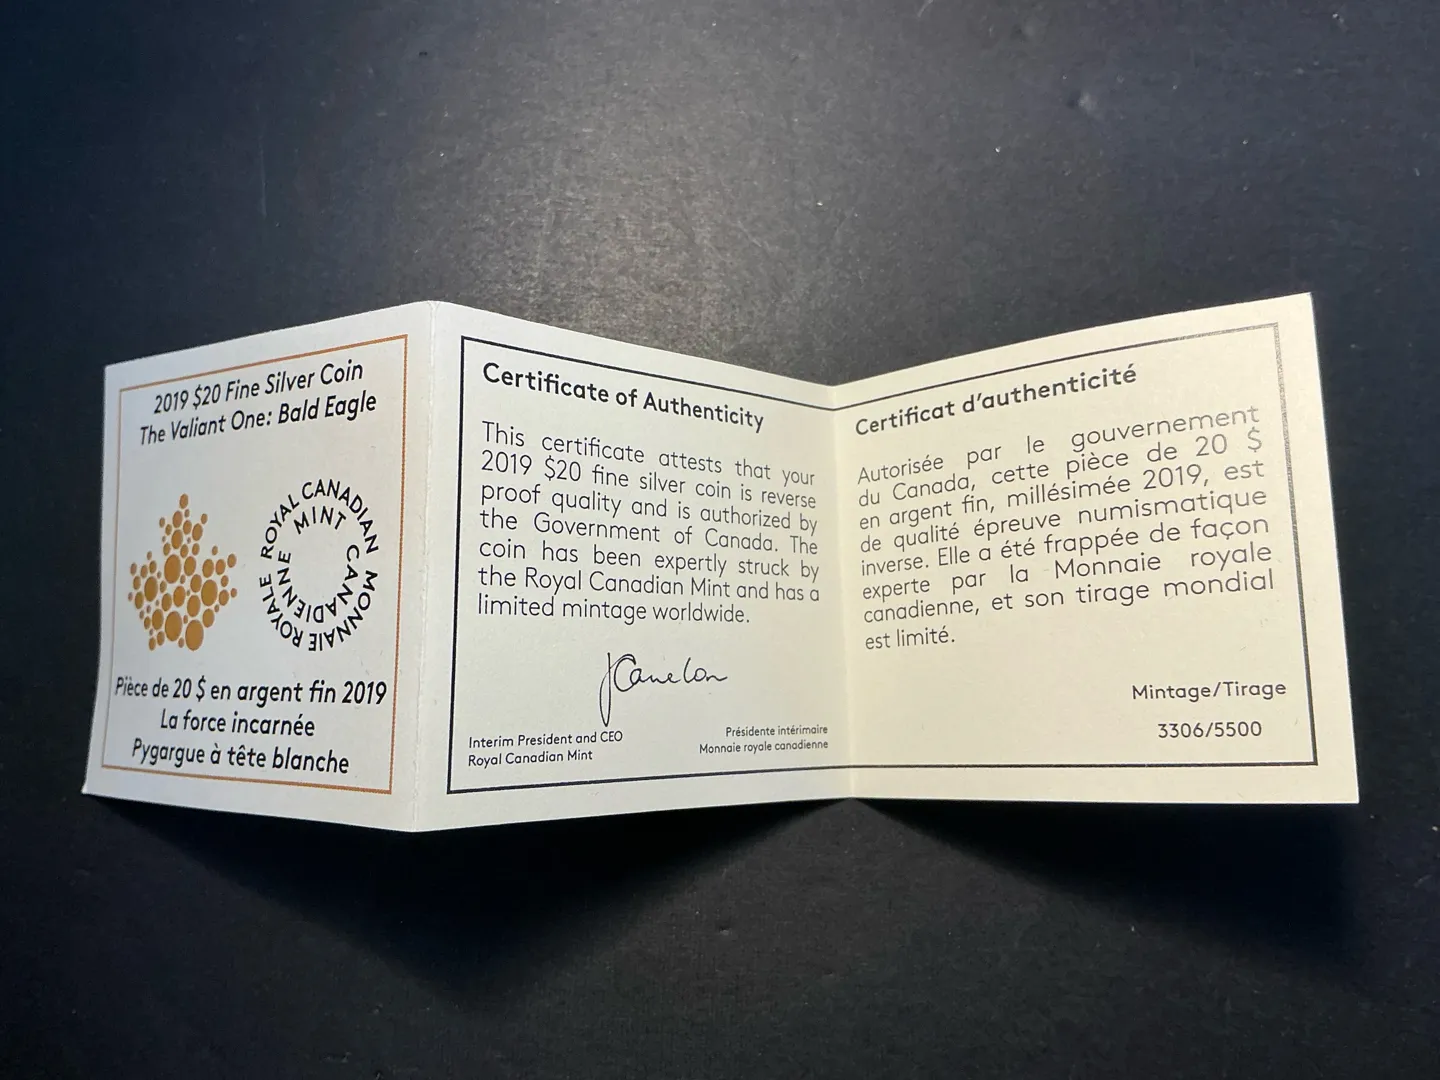 2019 $20 Fine Silver Coin
The Valiant One: Bald Eagle
ROYAL CANADIAN MINT
MONNAIE ROYALE CANADIENNE
Pièce de 20 $ en argent fin 2019
La force incarnée
Pygargue à tête blanche
Certificate of Authenticity
This certificate attests that your
2019 $20 fine silver coin is reverse
proof quality and is authorized by
the Government of Canada. The
coin has been expertly struck by
the Royal Canadian Mint and has a
limited mintage worldwide.
JCamelon
Interim President and CEO
Royal Canadian Mint
Présidente intérimaire
Monnaie royale canadienne
Certificat d'authenticité
Autorisée par le gouvernement
du Canada, cette pièce de 20 $
en argent fin, millésimée 2019, est
de qualité épreuve numismatique
inverse. Elle a été frappée de façon
experte par la Monnaie royale
canadienne, et son tirage mondial
est limité.
Mintage/Tirage
3306/5500